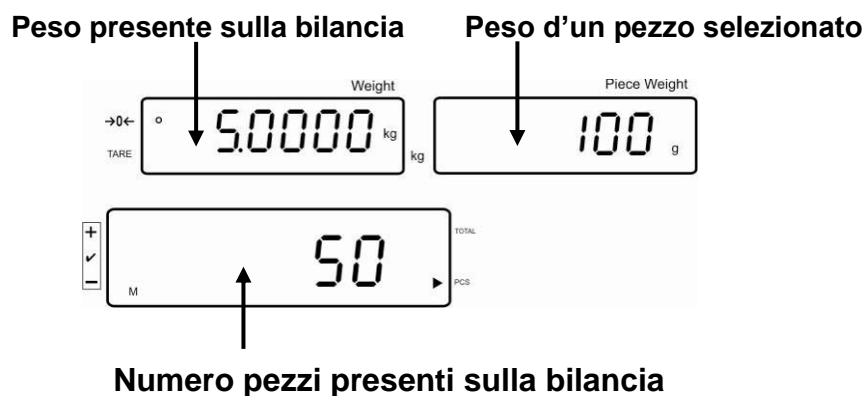 Peso presente sulla bilancia Peso d’un pezzo selezionato
Weight Piece Weight
→0← 5.0000 kg 100 g
TARE kg
+ TOTAL
✔ 50
− M ▶ PCS
Numero pezzi presenti sulla bilancia